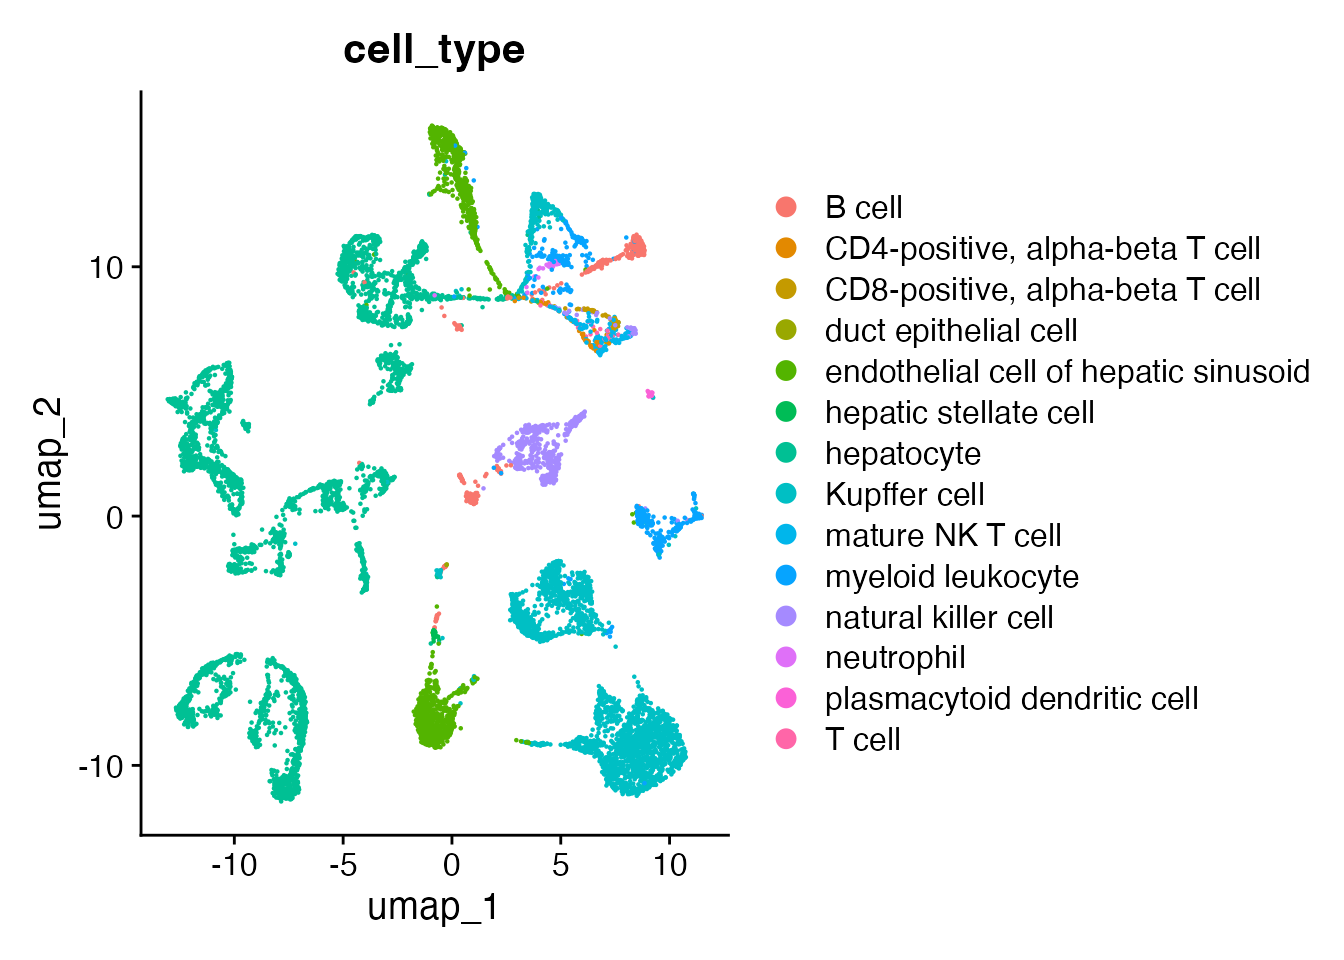 cell_type
umap_2
10
0
-10
-10
-5
0
5
10
umap_1
B cell
CD4-positive, alpha-beta T cell
CD8-positive, alpha-beta T cell
duct epithelial cell
endothelial cell of hepatic sinusoid
hepatic stellate cell
hepatocyte
Kupffer cell
mature NK T cell
myeloid leukocyte
natural killer cell
neutrophil
plasmacytoid dendritic cell
T cell